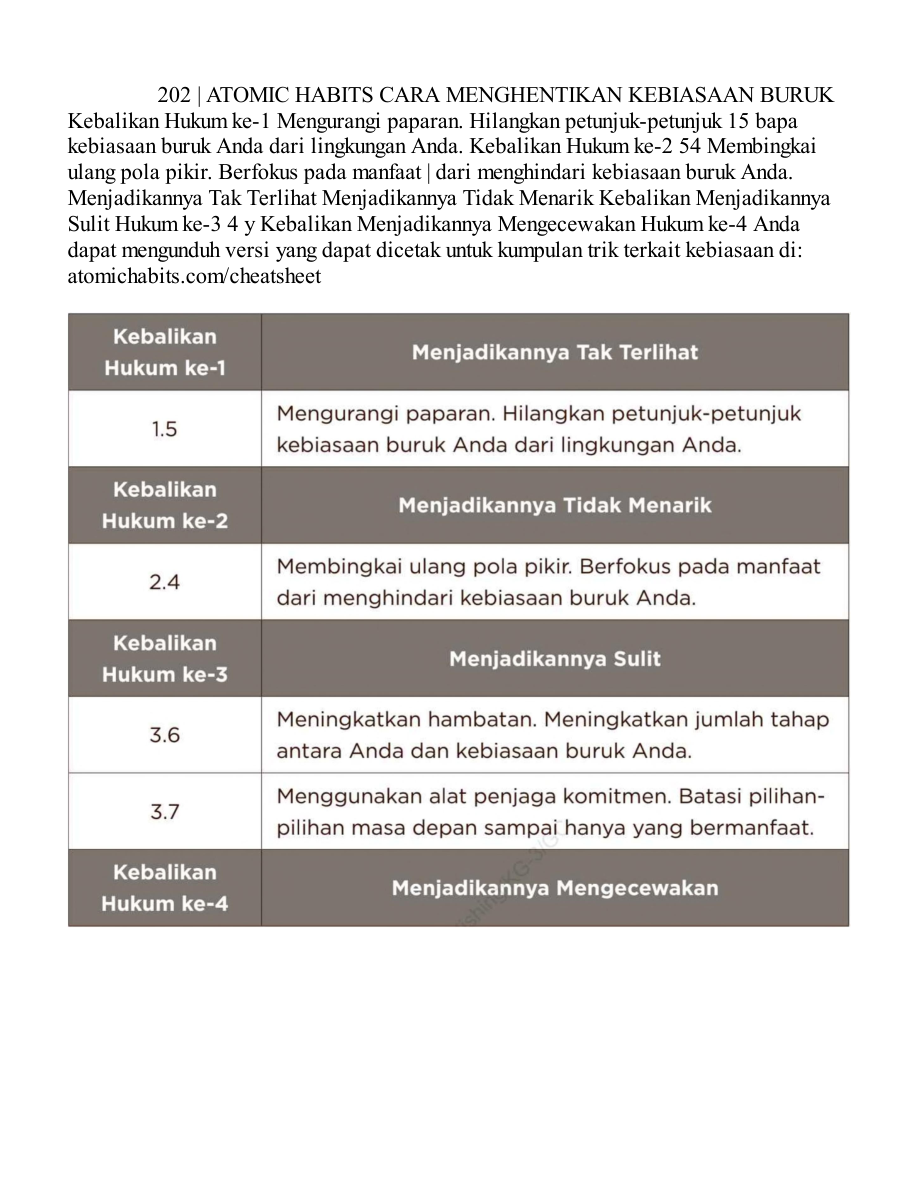 202 | ATOMIC HABITS CARA MENGHENTIKAN KEBIASAAN BURUK
Kebalikan Hukum ke-1 Mengurangi paparan. Hilangkan petunjuk-petunjuk 15 bapa
kebiasaan buruk Anda dari lingkungan Anda. Kebalikan Hukum ke-2 54 Membingkai
ulang pola pikir. Berfokus pada manfaat | dari menghindari kebiasaan buruk Anda.
Menjadikannya Tak Terlihat Menjadikannya Tidak Menarik Kebalikan Menjadikannya
Sulit Hukum ke-3 4 y Kebalikan Menjadikannya Mengecewakan Hukum ke-4 Anda
dapat mengunduh versi yang dapat dicetak untuk kumpulan trik terkait kebiasaan di:
atomichabits.com/cheatsheet
Kebalikan
Hukum ke-1
Menjadikannya Tak Terlihat
1.5
Mengurangi paparan. Hilangkan petunjuk-petunjuk
kebiasaan buruk Anda dari lingkungan Anda.
Kebalikan
Hukum ke-2
Menjadikannya Tidak Menarik
2.4
Membingkai ulang pola pikir. Berfokus pada manfaat
dari menghindari kebiasaan buruk Anda.
Kebalikan
Hukum ke-3
Menjadikannya Sulit
3.6
Meningkatkan hambatan. Meningkatkan jumlah tahap
antara Anda dan kebiasaan buruk Anda.
3.7
Menggunakan alat penjaga komitmen. Batasi pilihan-
pilihan masa depan sampai hanya yang bermanfaat.
Kebalikan
Hukum ke-4
Menjadikannya Mengecewakan